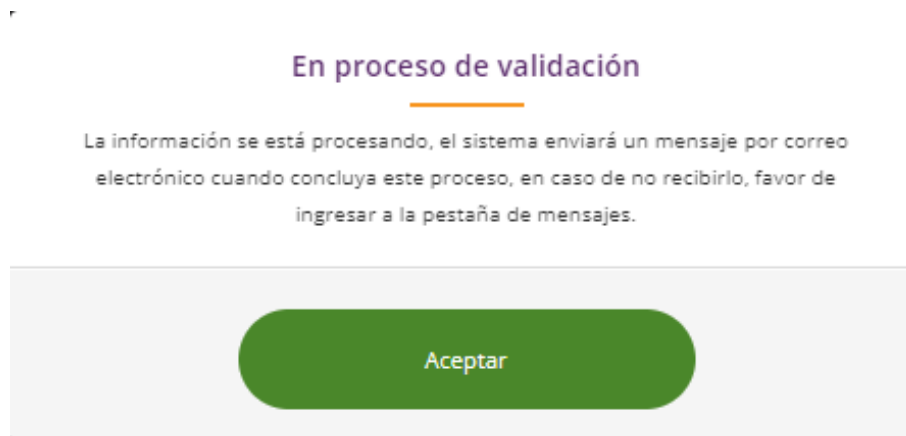 En proceso de validación
La información se está procesando, el sistema enviará un mensaje por correo
electrónico cuando concluya este proceso, en caso de no recibirlo, favor de
ingresar a la pestaña de mensajes.
Aceptar